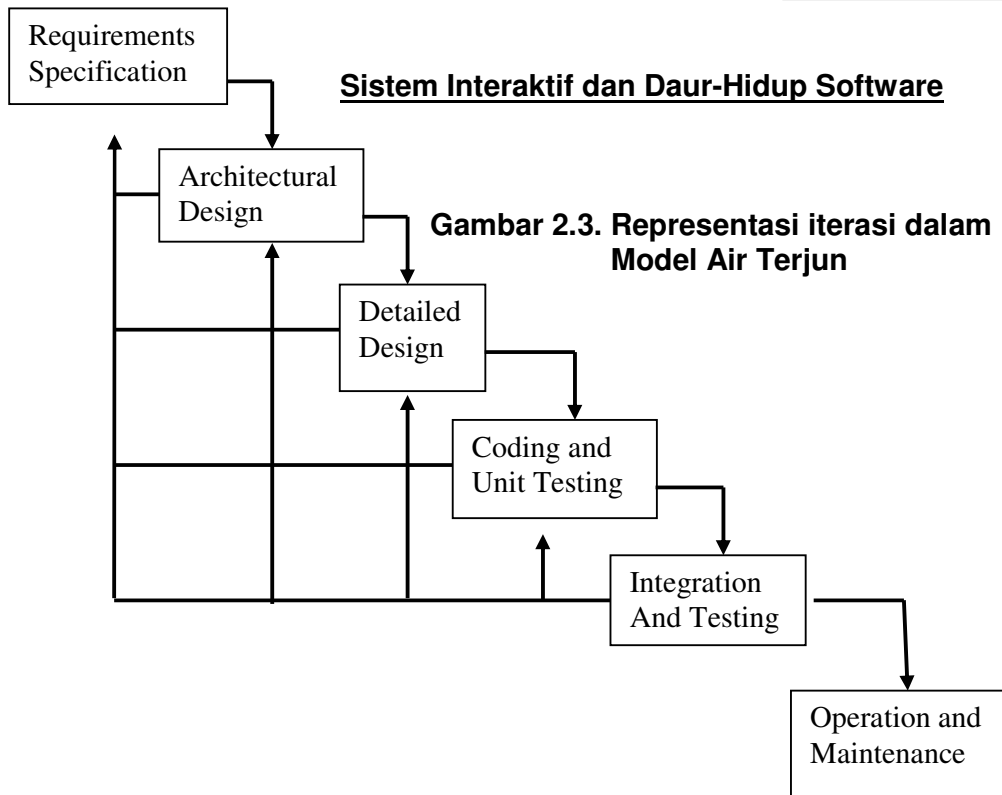 Requirements
Specification
Sistem Interaktif dan Daur-Hidup Software
Architectural
Design
Gambar 2.3. Representasi iterasi dalam
Model Air Terjun
Detailed
Design
Coding and
Unit Testing
Integration
And Testing
Operation and
Maintenance